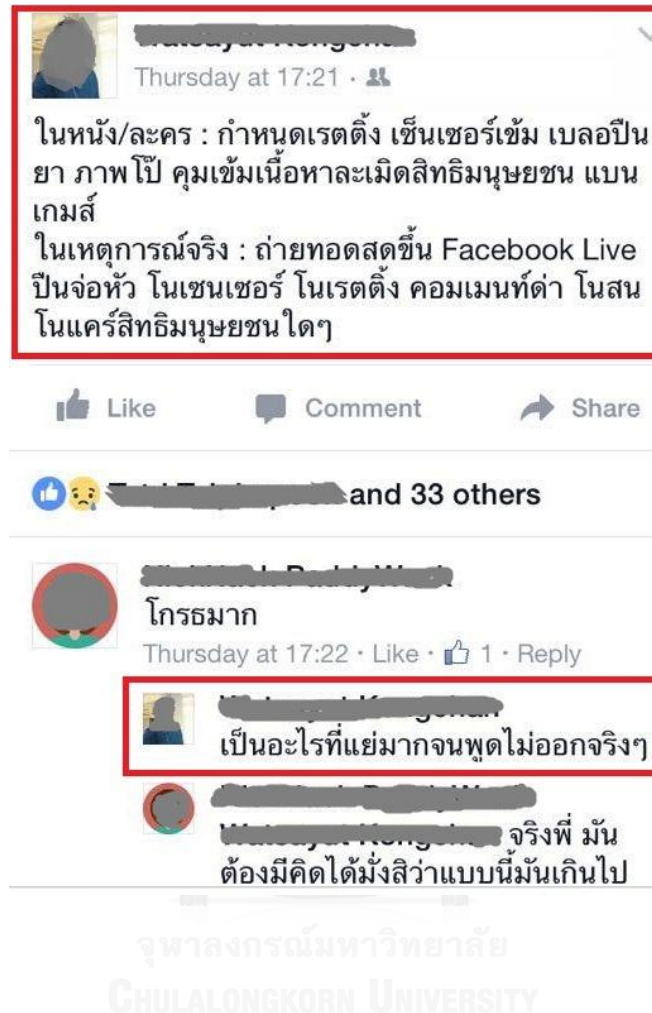 Thursday at 17:21
ในหนัง/ละคร : กำหนดเรตติ้ง เซ็นเซอร์เข้ม เบลอปืน
ยา ภาพโป๊ คุมเข้มเนื้อหาละเมิดสิทธิมนุษยชน แบน
เกมส์
ในเหตุการณ์จริง : ถ่ายทอดสดขึ้น Facebook Live
ปืนจ่อหัว โนเซนเซอร์ โนเรตติ้ง คอมเมนท์ด่า โนสน
โนแคร์สิทธิมนุษยชนใดๆ
Like Comment Share
and 33 others
โกรธมาก
Thursday at 17:22 · Like · 1 · Reply
เป็นอะไรที่แย่มากจนพูดไม่ออกจริงๆ
จริงพี่ มัน
ต้องมีคิดได้มั่งสิว่าแบบนี้มันเกินไป
จุฬาลงกรณ์มหาวิทยาลัย
CHULALONGKORN UNIVERSITY